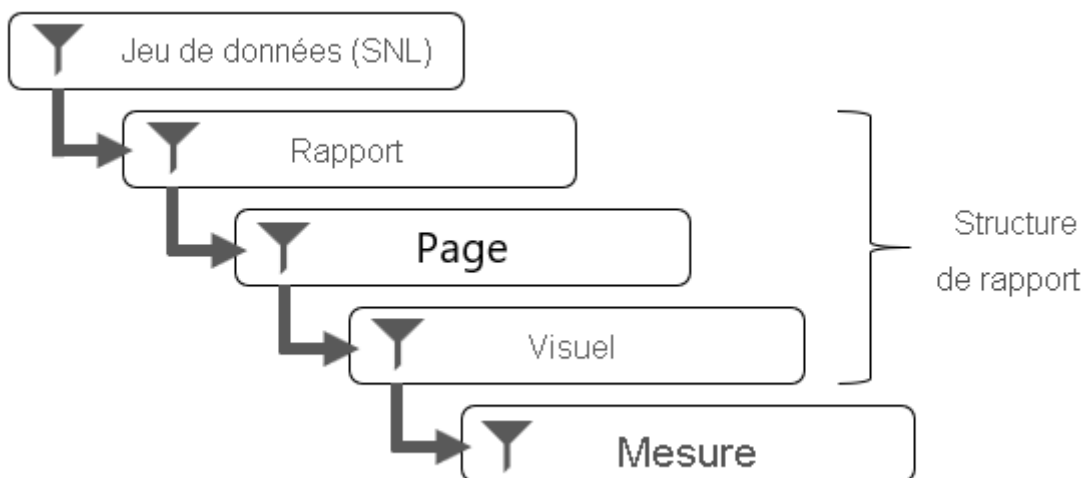 Jeu de données (SNL)
Rapport
Page
Visuel
Mesure
Structure
de rapport